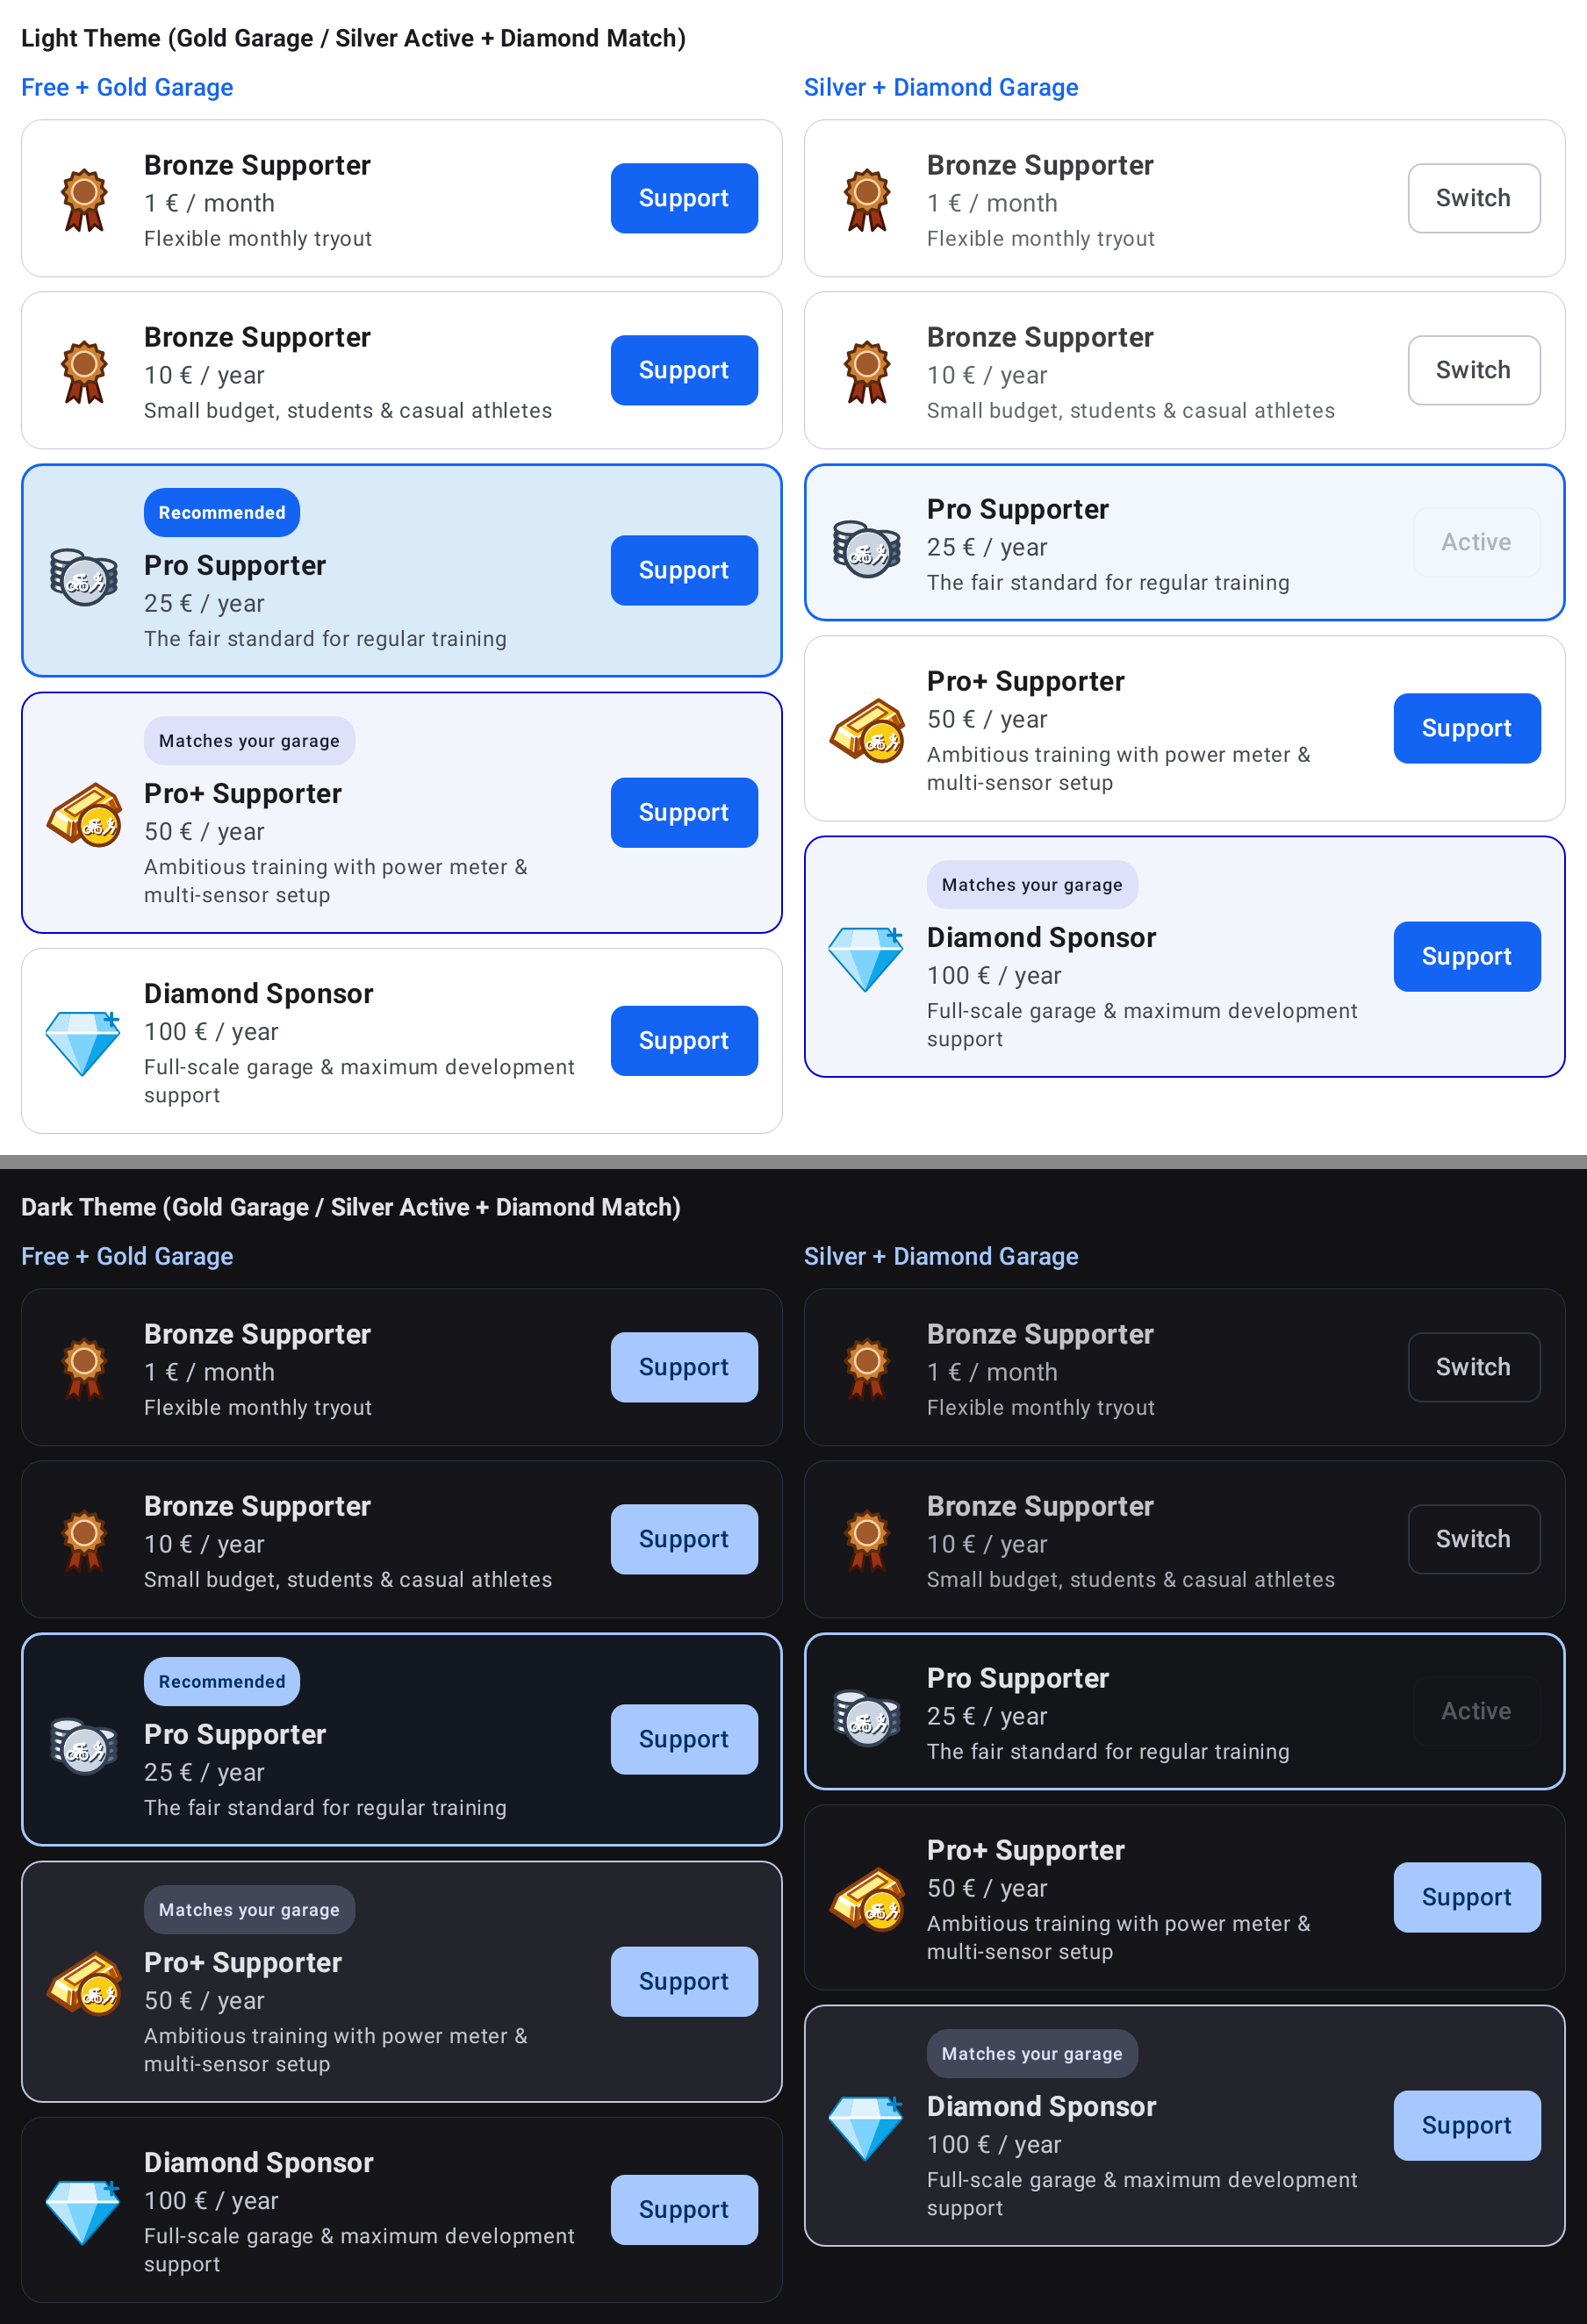 Light Theme (Gold Garage / Silver Active + Diamond Match)
Free + Gold Garage
Bronze Supporter
1 € / month
Flexible monthly tryout
Support
Bronze Supporter
10 € / year
Small budget, students & casual athletes
Support
Recommended
Pro Supporter
25 € / year
The fair standard for regular training
Support
Matches your garage
Pro+ Supporter
50 € / year
Ambitious training with power meter &
multi-sensor setup
Support
Diamond Sponsor
100 € / year
Full-scale garage & maximum development
support
Support
Silver + Diamond Garage
Bronze Supporter
1 € / month
Flexible monthly tryout
Switch
Bronze Supporter
10 € / year
Small budget, students & casual athletes
Switch
Pro Supporter
25 € / year
The fair standard for regular training
Active
Pro+ Supporter
50 € / year
Ambitious training with power meter &
multi-sensor setup
Support
Matches your garage
Diamond Sponsor
100 € / year
Full-scale garage & maximum development
support
Support
Dark Theme (Gold Garage / Silver Active + Diamond Match)
Free + Gold Garage
Bronze Supporter
1 € / month
Flexible monthly tryout
Support
Bronze Supporter
10 € / year
Small budget, students & casual athletes
Support
Recommended
Pro Supporter
25 € / year
The fair standard for regular training
Support
Matches your garage
Pro+ Supporter
50 € / year
Ambitious training with power meter &
multi-sensor setup
Support
Diamond Sponsor
100 € / year
Full-scale garage & maximum development
support
Support
Silver + Diamond Garage
Bronze Supporter
1 € / month
Flexible monthly tryout
Switch
Bronze Supporter
10 € / year
Small budget, students & casual athletes
Switch
Pro Supporter
25 € / year
The fair standard for regular training
Active
Pro+ Supporter
50 € / year
Ambitious training with power meter &
multi-sensor setup
Support
Matches your garage
Diamond Sponsor
100 € / year
Full-scale garage & maximum development
support
Support